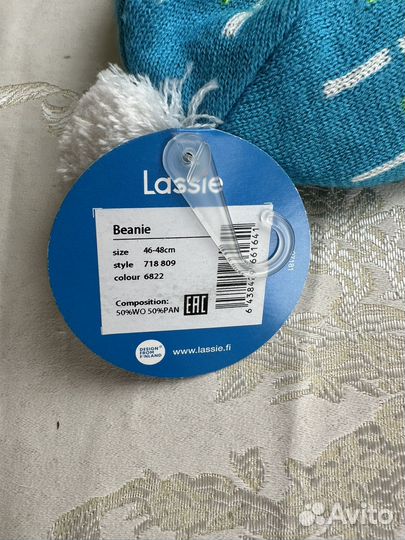 Lassie
Beanie
size 46-48cm
style 718 809
colour 6822
Composition:
50%WO 50%PAN
EAC
DESIGN
FROM
FINLAND
www.lassie.fi
Avito